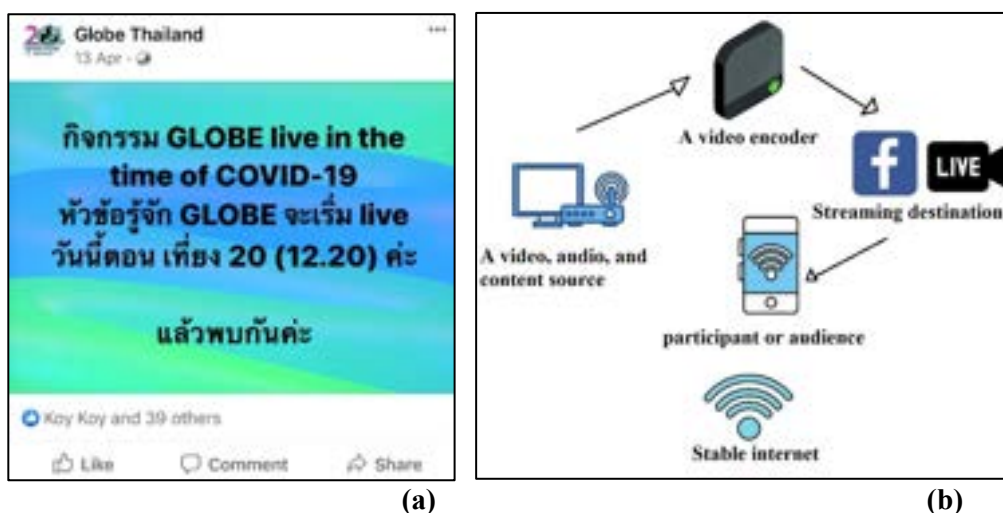 Globe Thailand
13 Apr
กิจกรรม GLOBE live in the
time of COVID-19
หัวข้อรู้จัก GLOBE จะเริ่ม live
วันนี้ตอน เที่ยง 20 (12.20) ค่ะ
แล้วพบกันค่ะ
Koy Koy and 39 others
Like Comment Share
(a)
A video encoder
f LIVE
Streaming destination
A video, audio, and
content source
participant or audience
Stable internet
(b)